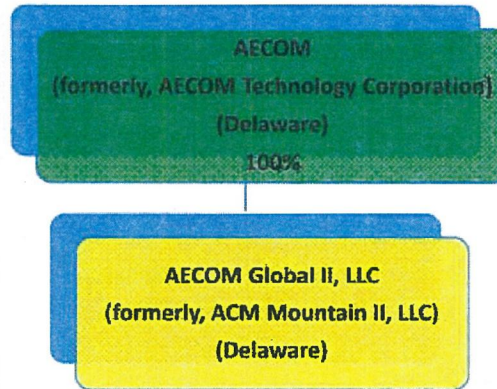 AECOM
(formerly, AECOM Technology Corporation)
(Delaware)
100%
AECOM Global II, LLC
(formerly, ACM Mountain II, LLC)
(Delaware)